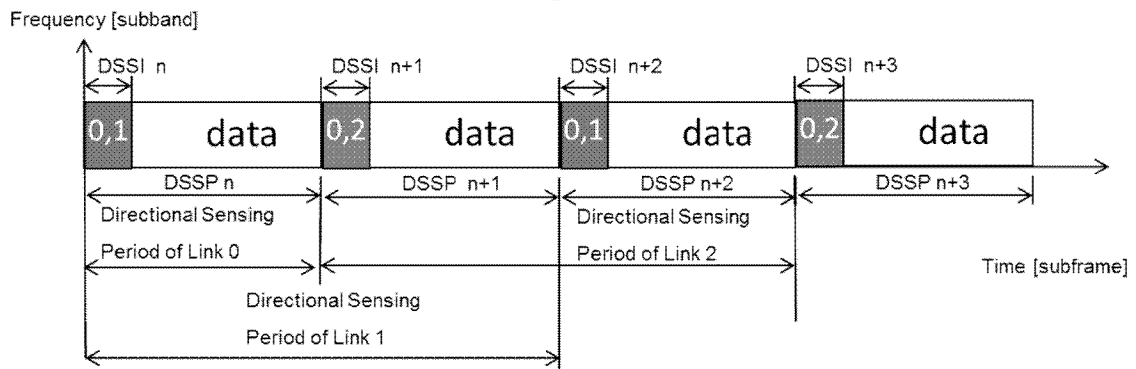 Frequency [subband]
DSSI n DSSI n+1 DSSI n+2 DSSI n+3
0,1 data 0,2 data 0,1 data 0,2 data
DSSP n DSSP n+1 DSSP n+2 DSSP n+3
Directional Sensing Directional Sensing
Period of Link 0 Period of Link 2
Time [subframe]
Directional Sensing
Period of Link 1